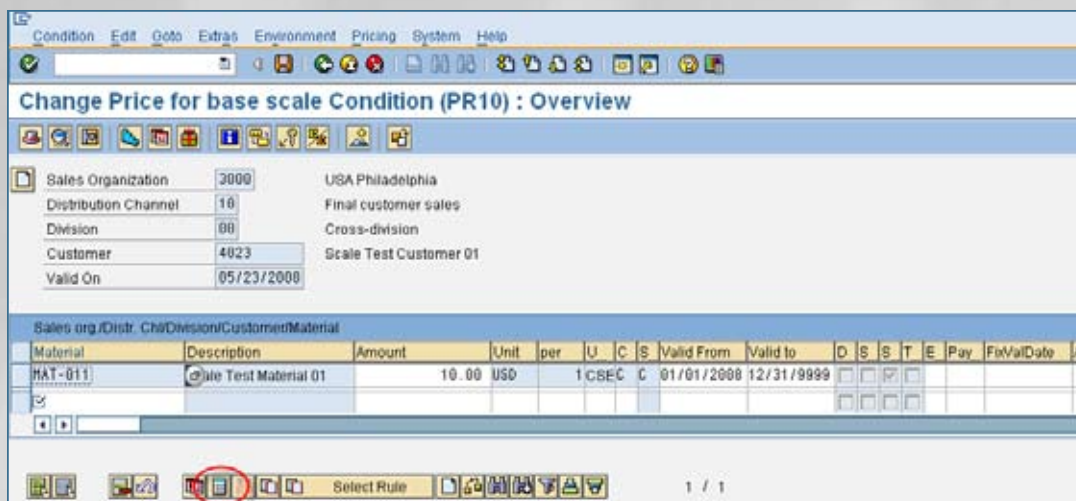 Condition Edit Goto Extras Environment Pricing System Help
Change Price for base scale Condition (PR10) : Overview
Sales Organization 3000 USA Philadelphia
Distribution Channel 10 Final customer sales
Division 00 Cross-division
Customer 4023 Scale Test Customer 01
Valid On 05/23/2008
Sales org./Distr. Chl/Division/Customer/Material
Material Description Amount Unit per U C S Valid From Valid to D S S T E Pay FixValDate
MAT-011 ale Test Material 01 10.00 USD 1 CSE C C 01/01/2008 12/31/9999
Select Rule 1 / 1